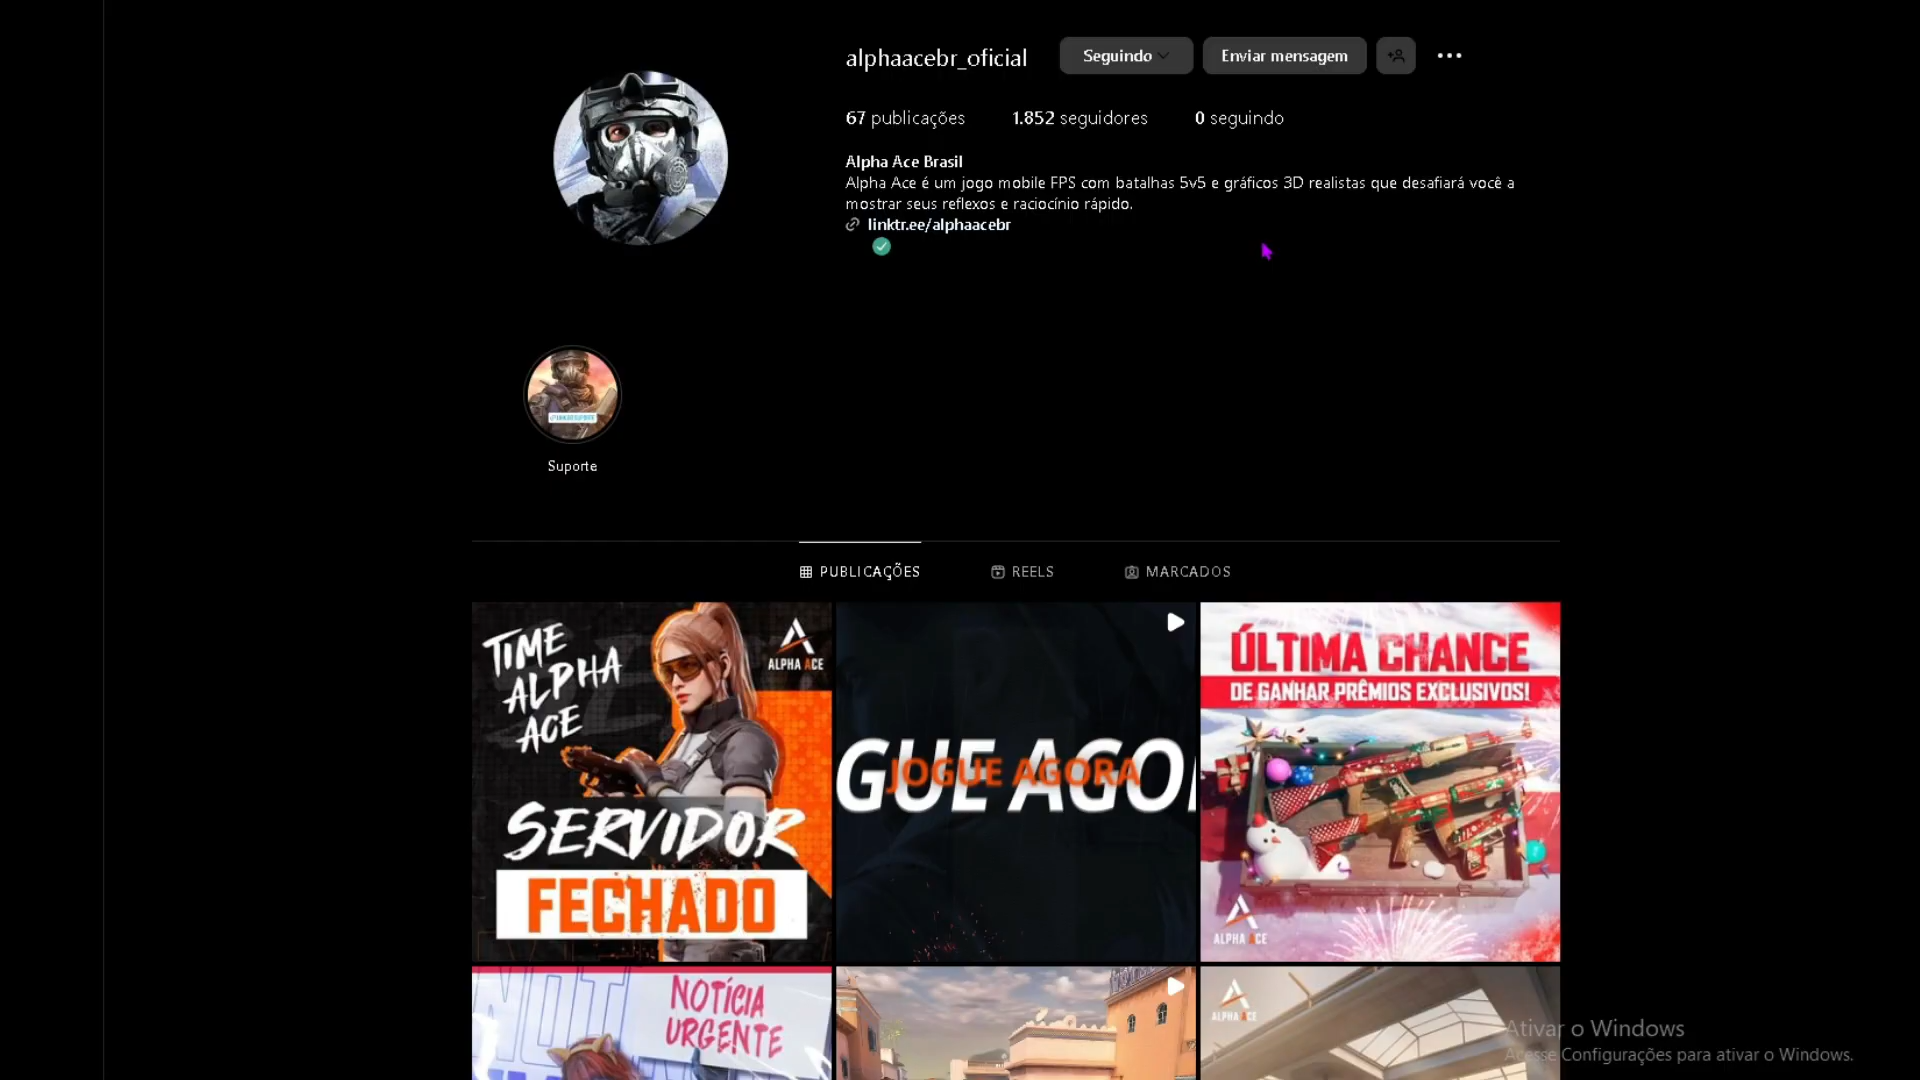 alphaacebr_oficial
Seguindo
Enviar mensagem
67 publicações
1.852 seguidores
0 seguindo
Alpha Ace Brasil
Alpha Ace é um jogo mobile FPS com batalhas 5v5 e gráficos 3D realistas que desafiará você a
mostrar seus reflexos e raciocínio rápido.
linktr.ee/alphaacebr
Suporte
PUBLICAÇÕES
REELS
MARCADOS
TIME
ALPHA
ACE
ALPHA ACE
SERVIDOR
FECHADO
GUE AGO
JOGUE AGORA
ÚLTIMA CHANCE
DE GANHAR PRÊMIOS EXCLUSIVOS!
ALPHA ACE
NOTÍCIA
URGENTE
ALPHA ACE
Ativar o Windows
Acesse Configurações para ativar o Windows.